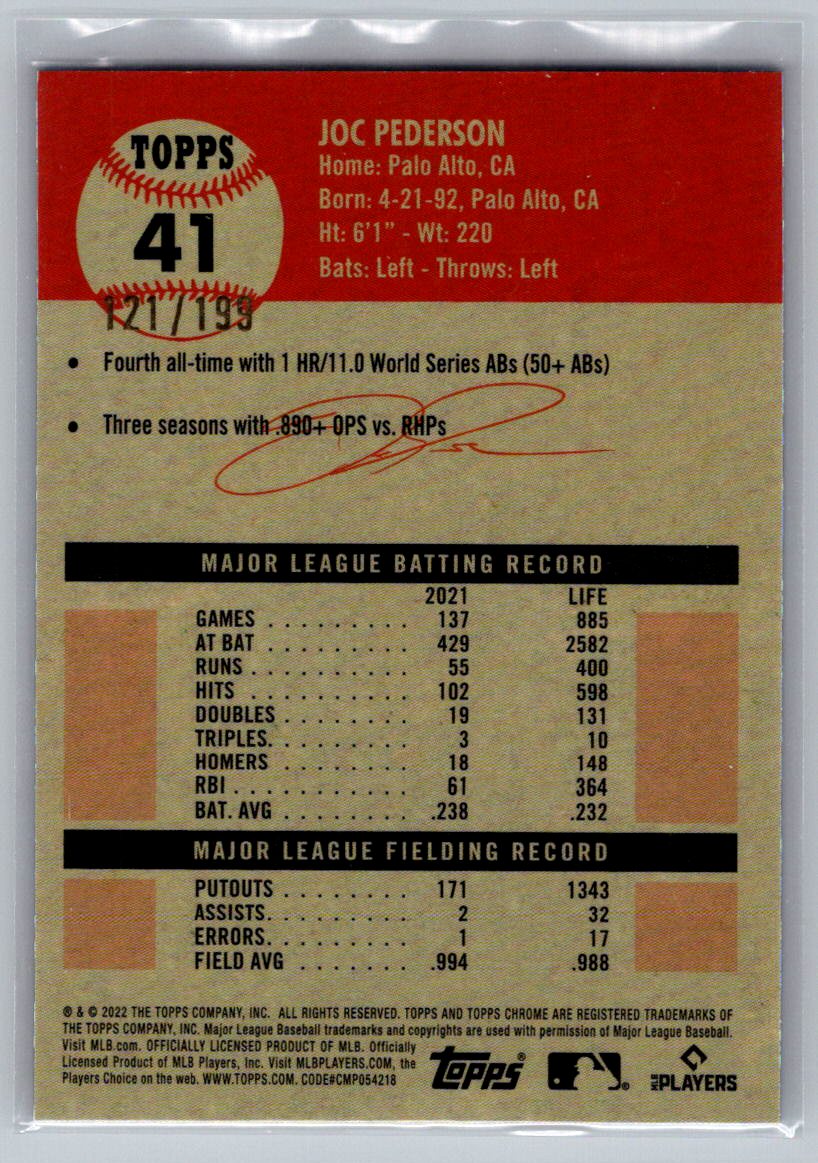 TOPPS
41
121/199
JOC PEDERSON
Home: Palo Alto, CA
Born: 4-21-92, Palo Alto, CA
Ht: 6'1" - Wt: 220
Bats: Left - Throws: Left
• Fourth all-time with 1 HR/11.0 World Series ABs (50+ ABs)
• Three seasons with .890+ OPS vs. RHPs
MAJOR LEAGUE BATTING RECORD
2021 LIFE
GAMES . . . . . . . . . 137 885
AT BAT . . . . . . . . . 429 2582
RUNS . . . . . . . . . . 55 400
HITS . . . . . . . . . . 102 598
DOUBLES . . . . . . . . 19 131
TRIPLES. . . . . . . . . 3 10
HOMERS . . . . . . . . 18 148
RBI . . . . . . . . . . . 61 364
BAT. AVG . . . . . . . . .238 .232
MAJOR LEAGUE FIELDING RECORD
PUTOUTS . . . . . . . . 171 1343
ASSISTS. . . . . . . . . 2 32
ERRORS. . . . . . . . . 1 17
FIELD AVG . . . . . . . .994 .988
® & © 2022 THE TOPPS COMPANY, INC. ALL RIGHTS RESERVED. TOPPS AND TOPPS CHROME ARE REGISTERED TRADEMARKS OF
THE TOPPS COMPANY, INC. Major League Baseball trademarks and copyrights are used with permission of Major League Baseball.
Visit MLB.com. OFFICIALLY LICENSED PRODUCT OF MLB. Officially
Licensed Product of MLB Players, Inc. Visit MLBPLAYERS.COM, the
Players Choice on the web. WWW.TOPPS.COM. CODE#CMP054218
topps®
®
MLB PLAYERS